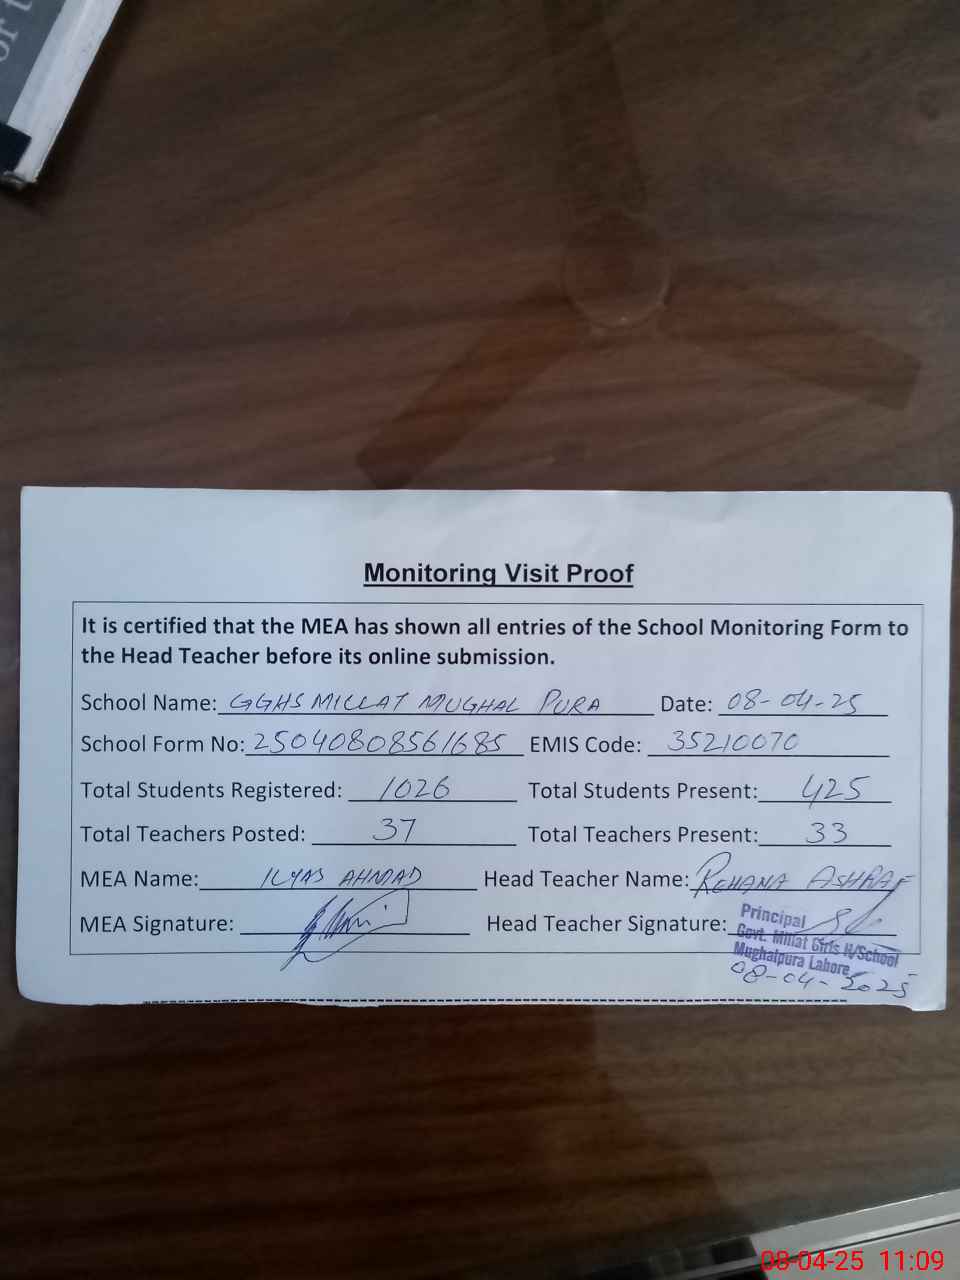 or t
Monitoring Visit Proof
It is certified that the MEA has shown all entries of the School Monitoring Form to
the Head Teacher before its online submission.
School Name: GGHS MILLAT MUGHAL PURA Date: 08-04-25
School Form No: 25040808561685 EMIS Code: 35210070
Total Students Registered: 1026 Total Students Present: 425
Total Teachers Posted: 37 Total Teachers Present: 33
MEA Name: ILYAS AHMAD Head Teacher Name: REHANA ASHRAF
MEA Signature: Head Teacher Signature:
Principal
Govt. Millat Girls H/School
Mughalpura Lahore
08-04-2025
08-04-25 11:09